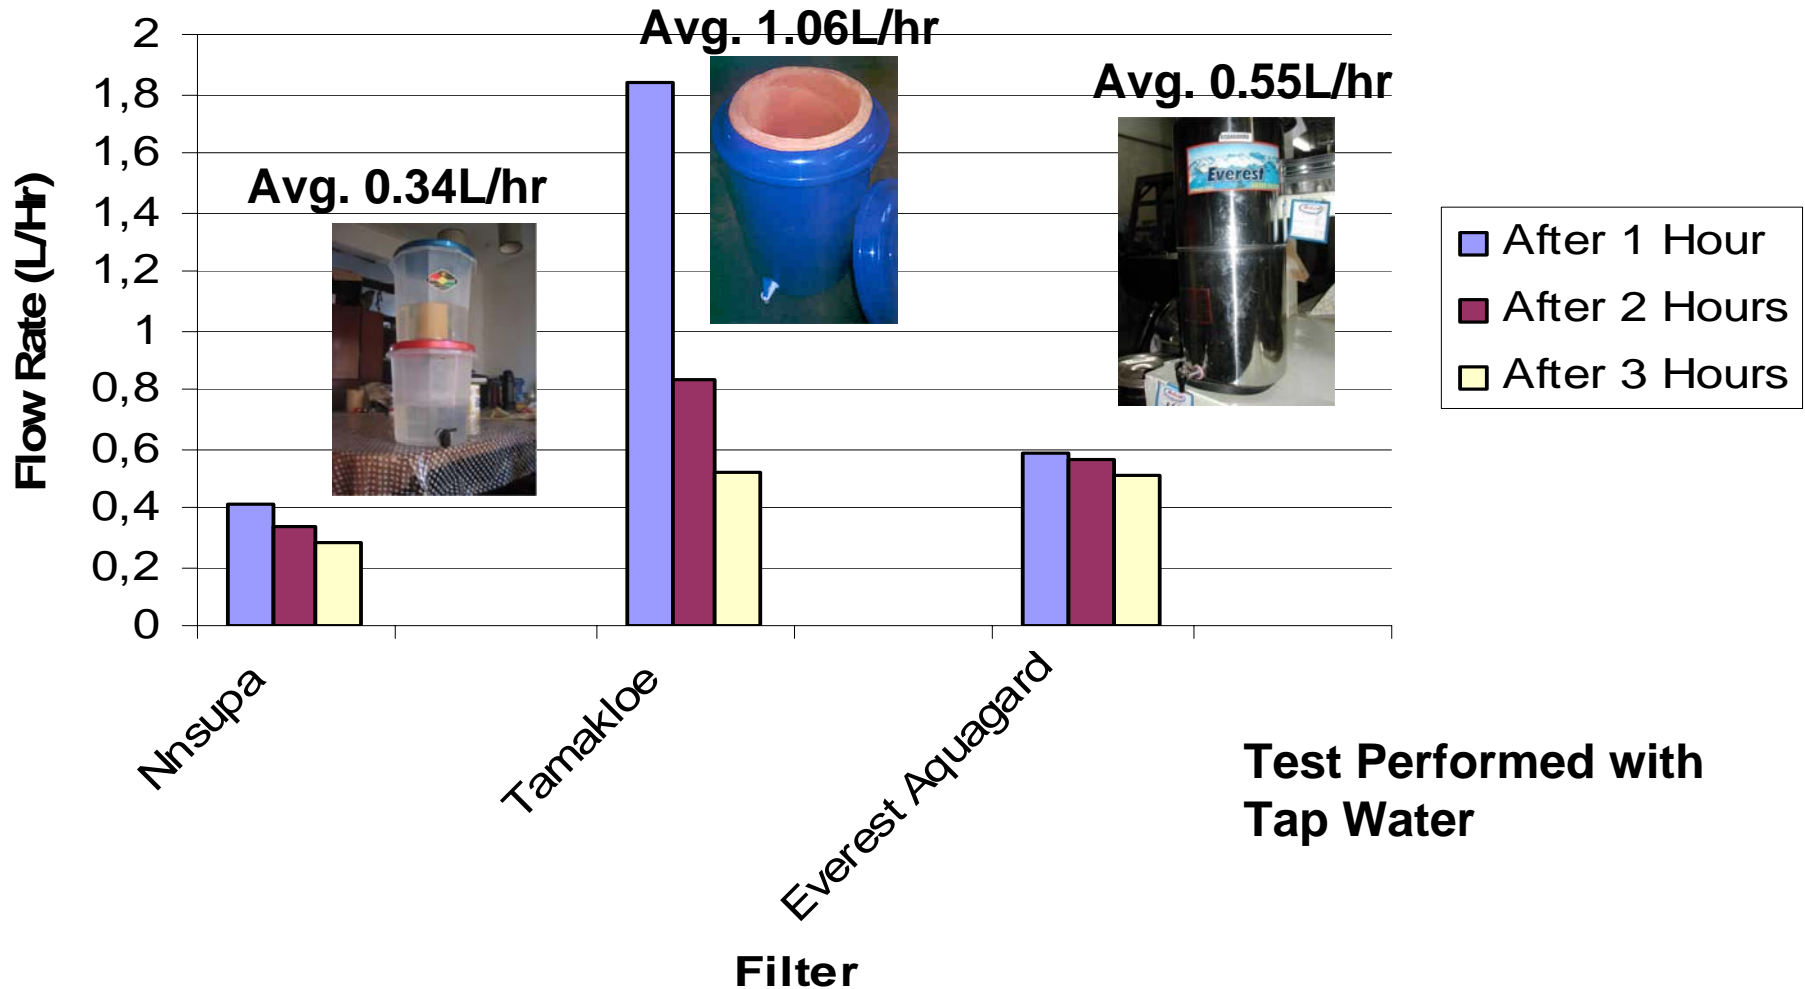 Avg. 1.06L/hr
Avg. 0.55L/hr
Avg. 0.34L/hr
Flow Rate (L/Hr)
2
1,8
1,6
1,4
1,2
1
0,8
0,6
0,4
0,2
0
Everest
After 1 Hour
After 2 Hours
After 3 Hours
Nnsupa
Tamakloe
Everest Aquagard
Test Performed with
Tap Water
Filter